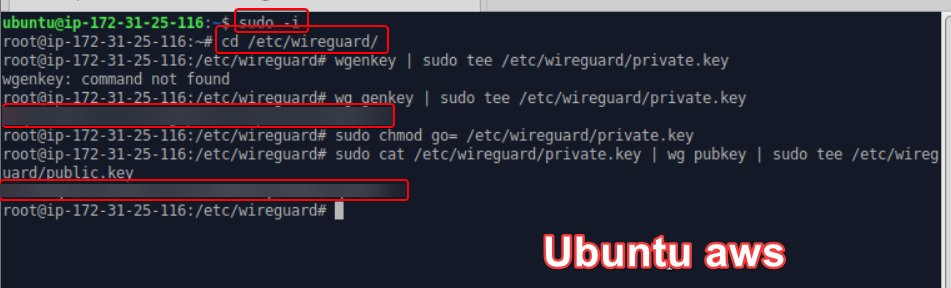 ubuntu@ip-172-31-25-116:~$ sudo -i
root@ip-172-31-25-116:~# cd /etc/wireguard/
root@ip-172-31-25-116:/etc/wireguard# wgenkey | sudo tee /etc/wireguard/private.key
wgenkey: command not found
root@ip-172-31-25-116:/etc/wireguard# wg genkey | sudo tee /etc/wireguard/private.key
root@ip-172-31-25-116:/etc/wireguard# sudo chmod go= /etc/wireguard/private.key
root@ip-172-31-25-116:/etc/wireguard# sudo cat /etc/wireguard/private.key | wg pubkey | sudo tee /etc/wireg
uard/public.key
root@ip-172-31-25-116:/etc/wireguard#
Ubuntu aws